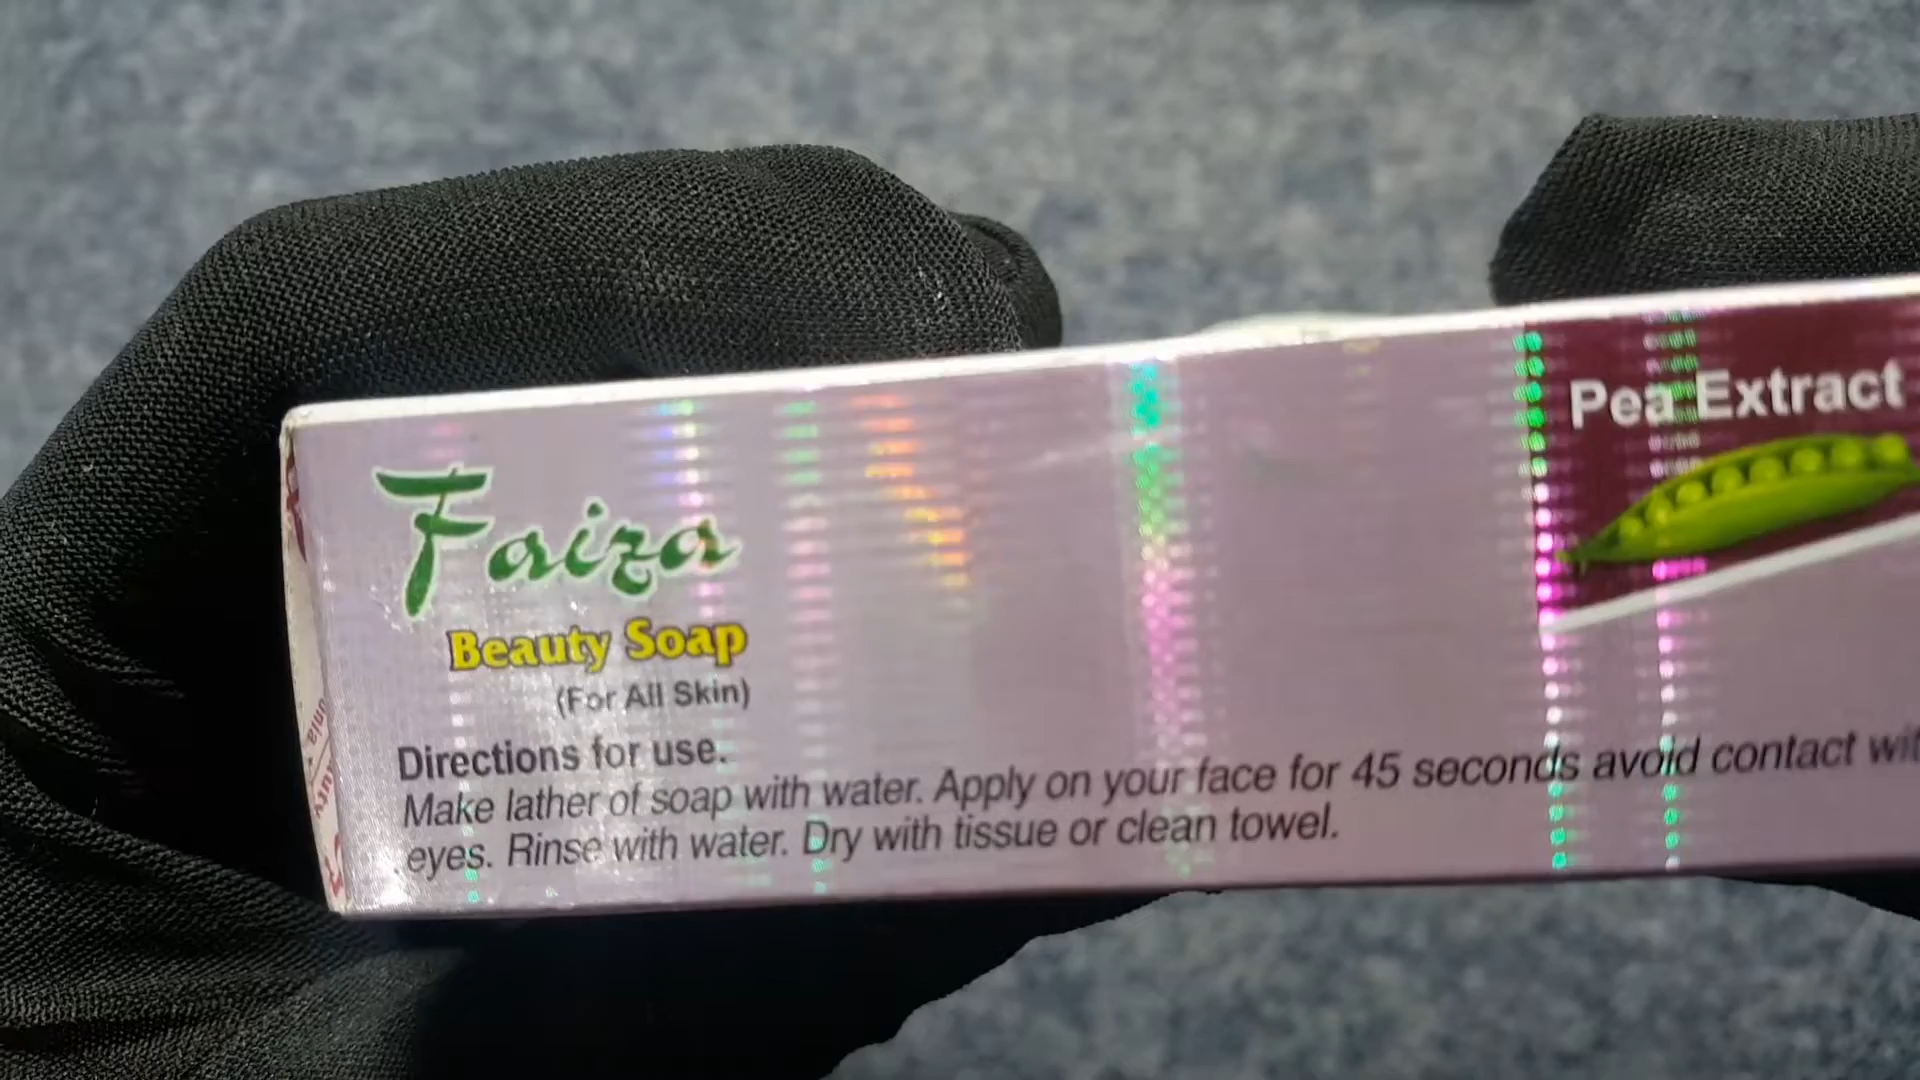 Faiza
Beauty Soap
(For All Skin)
Pea Extract
Directions for use.
Make lather of soap with water. Apply on your face for 45 seconds avoid contact
eyes. Rinse with water. Dry with tissue or clean towel.